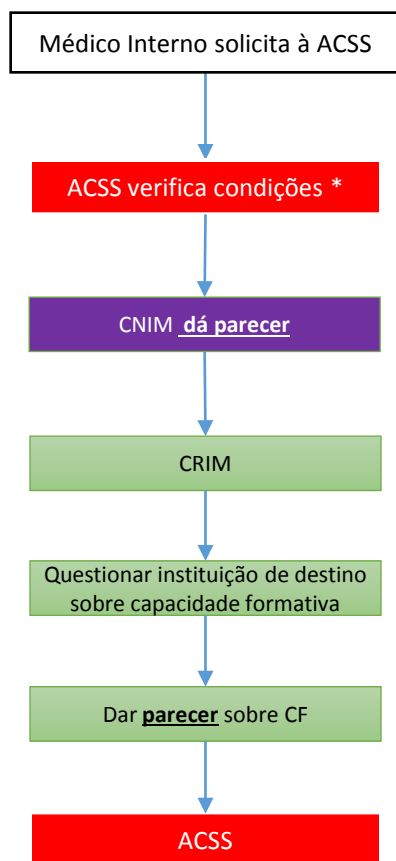 Médico Interno solicita à ACSS
ACSS verifica condições *
CNIM dá parecer
CRIM
Questionar instituição de destino
sobre capacidade formativa
Dar parecer sobre CF
ACSS